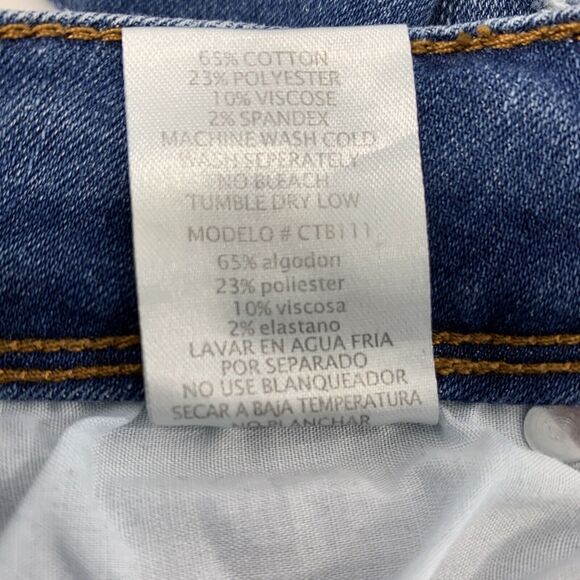 65% COTTON
23% POLYESTER
10% VISCOSE
2% SPANDEX
MACHINE WASH COLD
WASH SEPERATELY
NO BLEACH
TUMBLE DRY LOW
MODELO # CTB111
65% algodon
23% poliester
10% viscosa
2% elastano
LAVAR EN AGUA FRÍA
POR SEPARADO
NO USE BLANQUEADOR
SECAR A BAJA TEMPERATURA
NO PLANCHAR